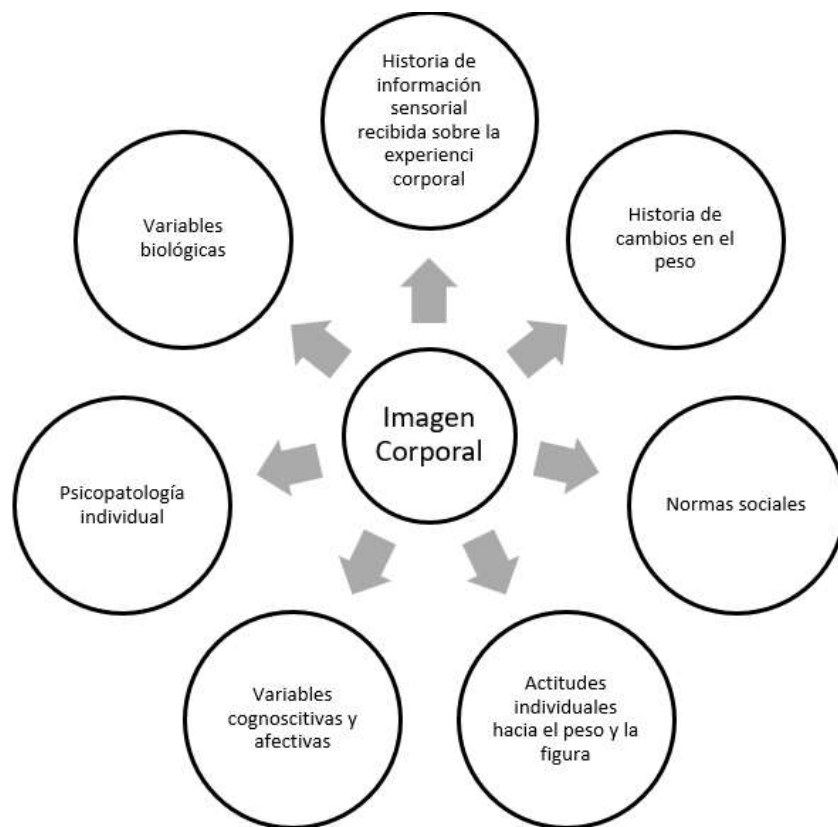 Historia de
información
sensorial
recibida sobre la
experienci
corporal
Variables
biológicas
Historia de
cambios en el
peso
Imagen
Corporal
Psicopatología
individual
Normas sociales
Variables
cognoscitivas y
afectivas
Actitudes
individuales
hacia el peso y la
figura